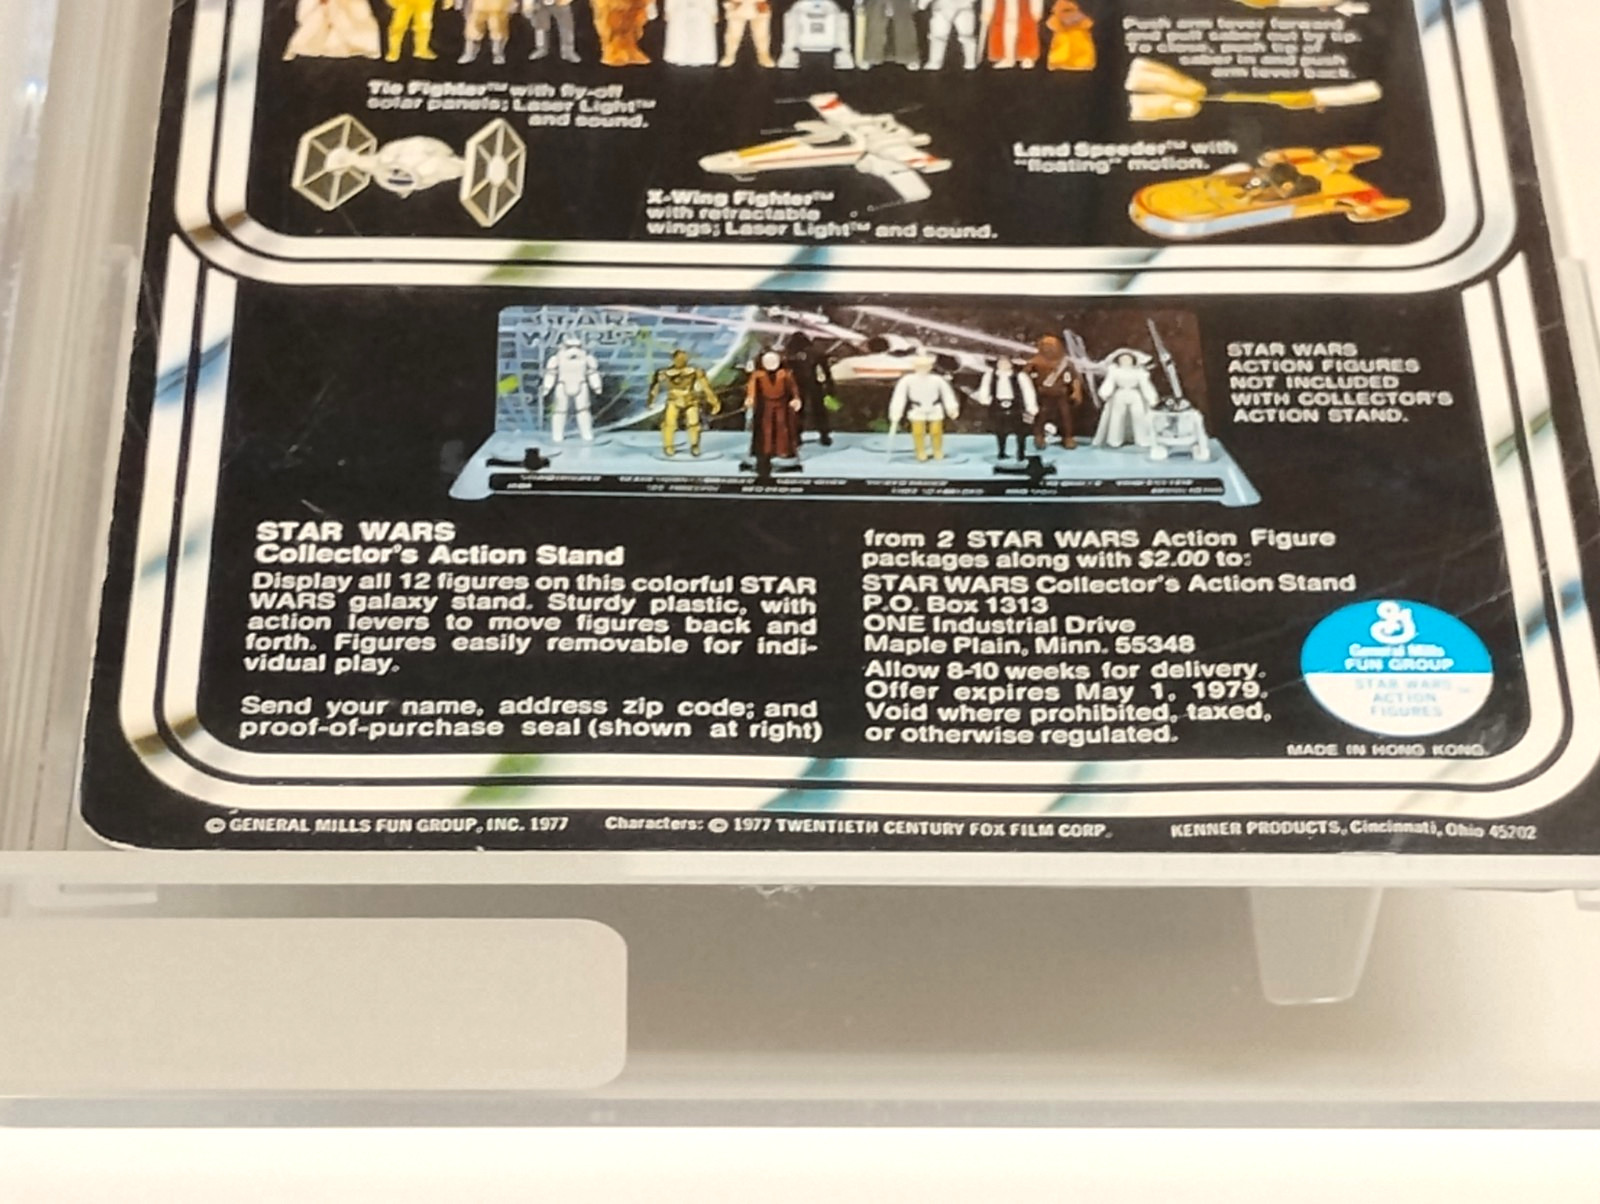 Push arm lever forward
and pull saber out by tip.
To close, push tip of
saber in and push
arm lever back.
Tie Fighter™ with fly-off
solar panels; Laser Light™
and sound.
X-Wing Fighter™
with retractable
wings; Laser Light™ and sound.
Land Speeder™ with
"floating" motion.
STAR
WARS
STAR WARS
ACTION FIGURES
NOT INCLUDED
WITH COLLECTOR'S
ACTION STAND.
STAR WARS
Collector's Action Stand
Display all 12 figures on this colorful STAR
WARS galaxy stand. Sturdy plastic, with
action levers to move figures back and
forth. Figures easily removable for indi-
vidual play.
Send your name, address zip code; and
proof-of-purchase seal (shown at right)
from 2 STAR WARS Action Figure
packages along with $2.00 to:
STAR WARS Collector's Action Stand
P.O. Box 1313
ONE Industrial Drive
Maple Plain, Minn. 55348
Allow 8-10 weeks for delivery.
Offer expires May 1, 1979.
Void where prohibited, taxed,
or otherwise regulated.
General Mills
FUN GROUP
STAR WARS™
ACTION
FIGURES
MADE IN HONG KONG.
© GENERAL MILLS FUN GROUP, INC. 1977 Characters: © 1977 TWENTIETH CENTURY FOX FILM CORP. KENNER PRODUCTS, Cincinnati, Ohio 45202